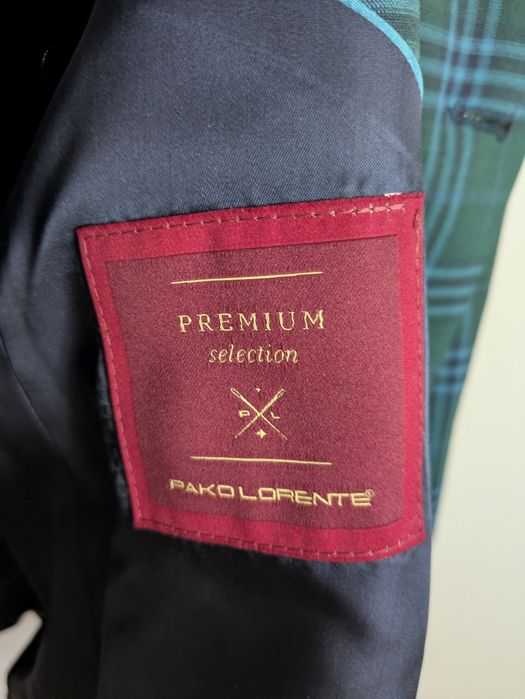 PREMIUM
selection
P L
PAKO LORENTE®